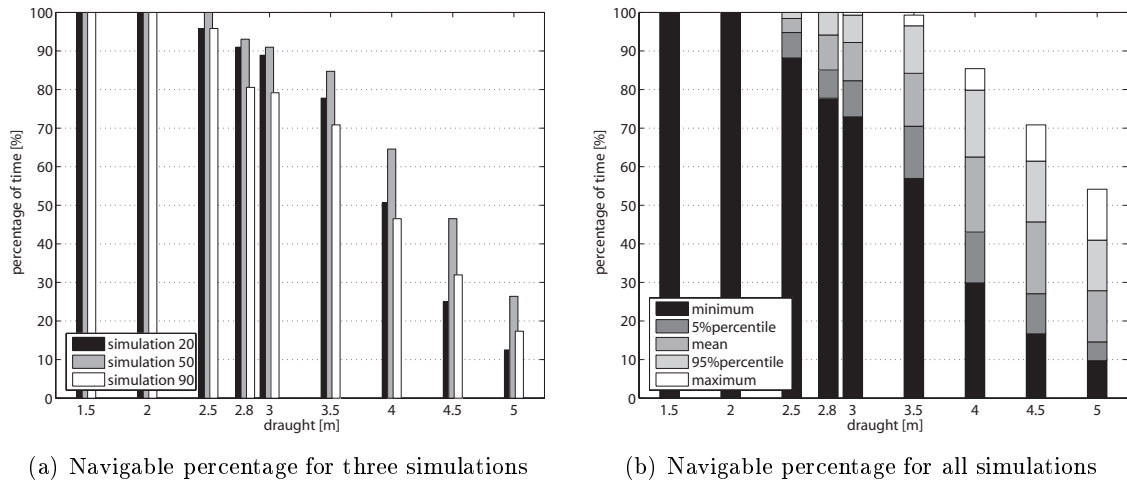 100
90
80
70
60
50
40
30
20
10
0
percentage of time [%]
simulation 20
simulation 50
simulation 90
1.5 2 2.5 2.8 3 3.5 4 4.5 5
draught [m]
(a) Navigable percentage for three simulations
100
90
80
70
60
50
40
30
20
10
0
percentage of time [%]
minimum
5%percentile
mean
95%percentile
maximum
1.5 2 2.5 2.8 3 3.5 4 4.5 5
draught [m]
(b) Navigable percentage for all simulations